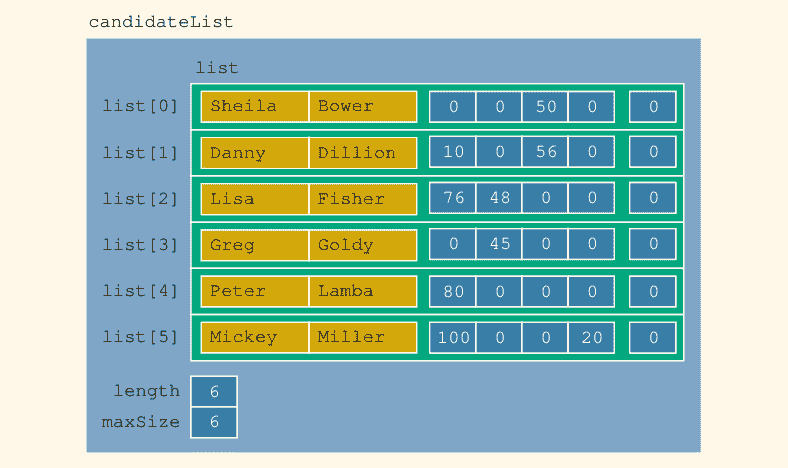 candidateList
list
list[0] Sheila Bower 0 0 50 0 0
list[1] Danny Dillion 10 0 56 0 0
list[2] Lisa Fisher 76 48 0 0 0
list[3] Greg Goldy 0 45 0 0 0
list[4] Peter Lamba 80 0 0 0 0
list[5] Mickey Miller 100 0 0 20 0
length 6
maxSize 6